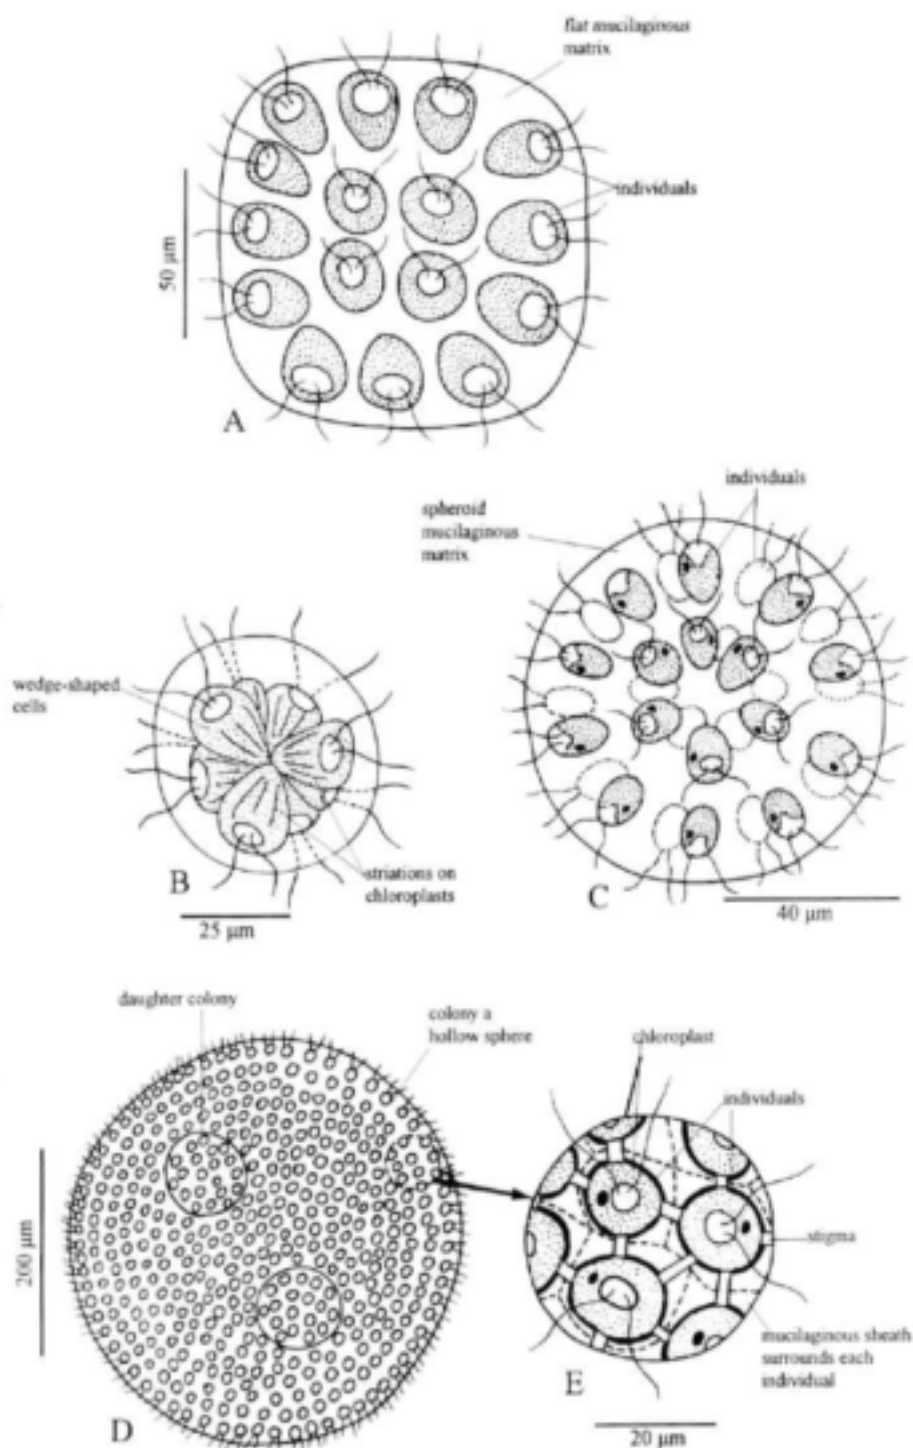 flat mucilaginous
matrix
individuals
50 μm
A
individuals
spheroid
mucilaginous
matrix
wedge-shaped
cells
striations on
chloroplasts
B
25 μm
C
40 μm
daughter colony
colony a
hollow sphere
chloroplast
individuals
200 μm
stigma
mucilaginous sheath
surrounds each
individual
D
E
20 μm